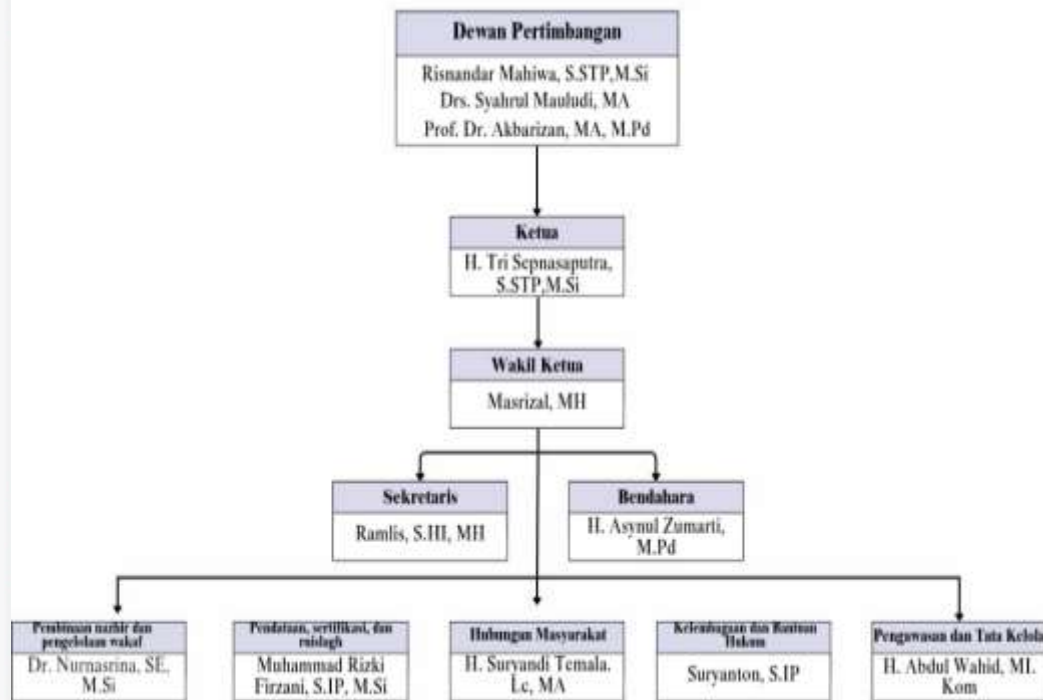 Dewan Pertimbangan
Risnandar Mahiwa, S.STP,M.Si
Drs. Syahrul Mauludi, MA
Prof. Dr. Akbarizan, MA, M.Pd
Ketua
H. Tri Sepnasaputra,
S.STP,M.Si
Wakil Ketua
Masrizal, MH
Sekretaris
Ramlis, S.HI, MH
Bendahara
H. Asynul Zumarti,
M.Pd
Pembinaan nazhir dan
pengelolaan wakaf
Dr. Nurnasrina, SE,
M.Si
Pendataan, sertifikasi, dan
ruislagh
Muhammad Rizki
Firzani, S.IP, M.Si
Hubungan Masyarakat
H. Suryandi Temala,
Lc, MA
Kelembagaan dan Bantuan
Hukum
Suryanton, S.IP
Pengawasan dan Tata Kelola
H. Abdul Wahid, MI.
Kom